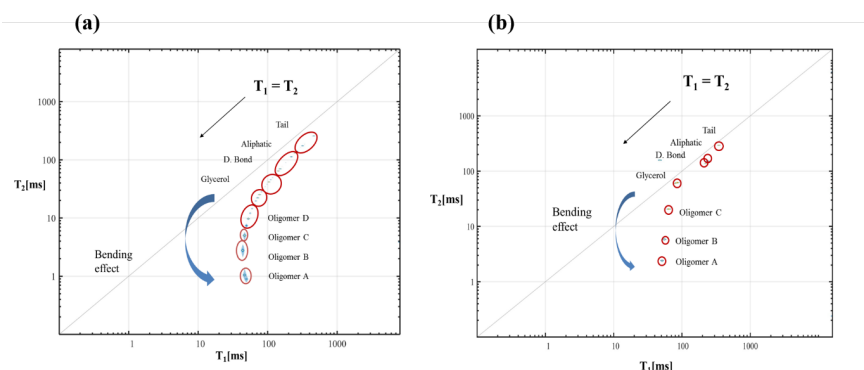 (a)
T1 = T2
Tail
Aliphatic
D. Bond
Glycerol
Oligomer D
Oligomer C
Oligomer B
Oligomer A
Bending
effect
T2[ms]
1000
100
10
1
1
10
100
1000
T1[ms]
(b)
T1 = T2
Tail
Aliphatic
D. Bond
Glycerol
Oligomer C
Oligomer B
Oligomer A
Bending
effect
T2[ms]
1000
100
10
1
1
10
100
1000
T1[ms]